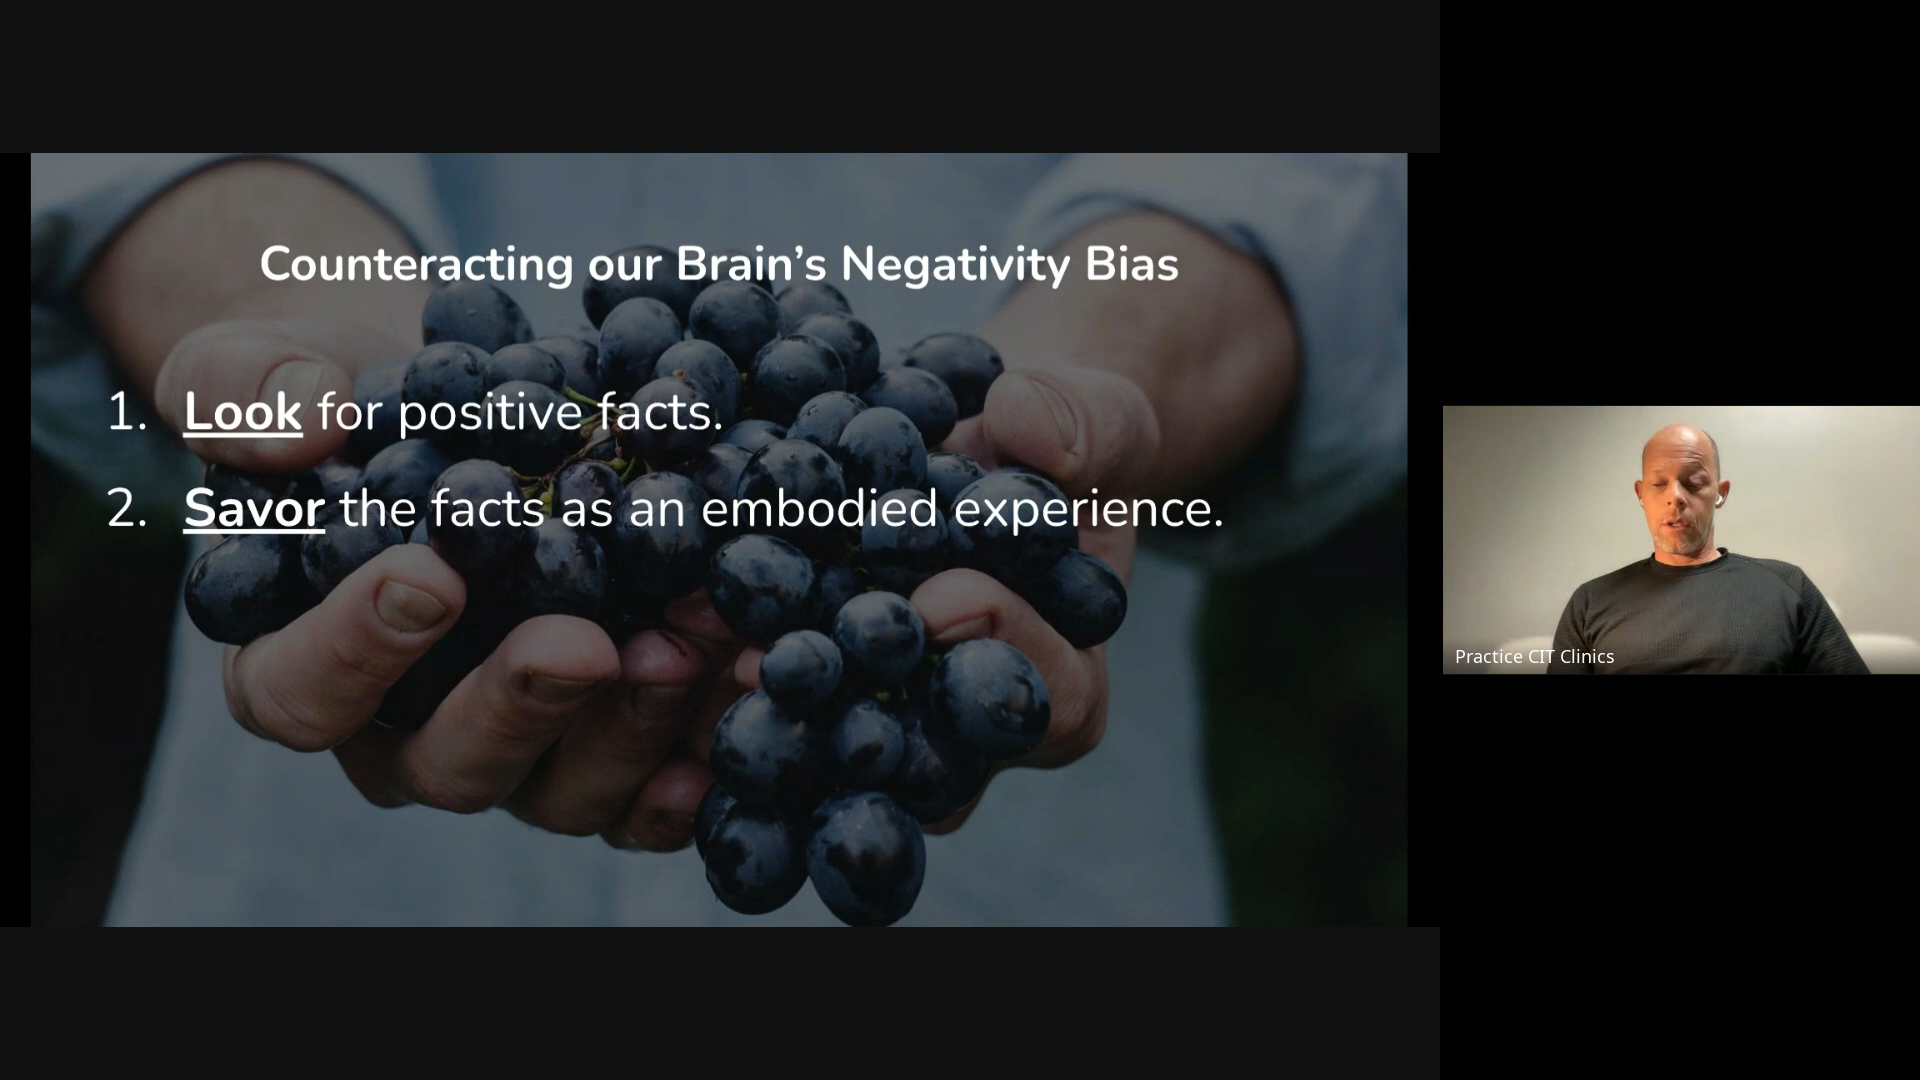 Counteracting our Brain’s Negativity Bias
1. Look for positive facts.
2. Savor the facts as an embodied experience.
Practice CIT Clinics